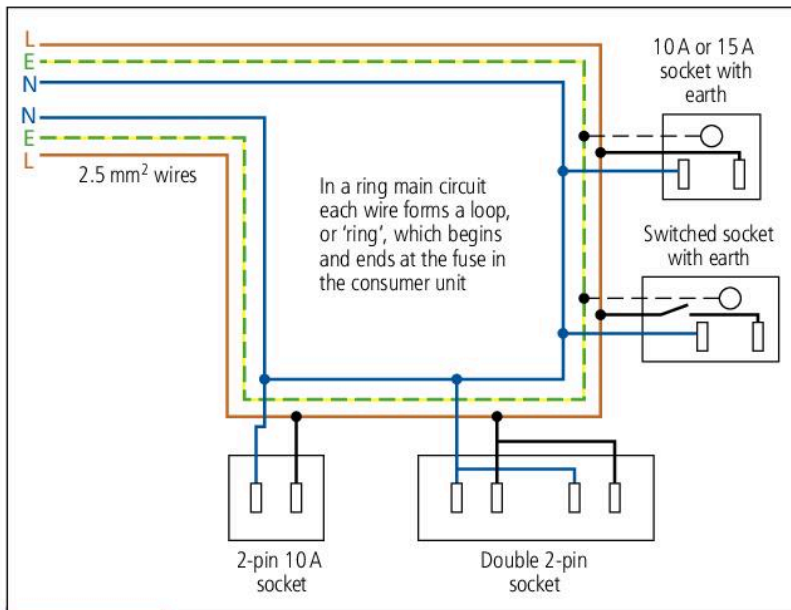 L
E
N
N
E
L
2.5 mm² wires
In a ring main circuit
each wire forms a loop,
or ‘ring’, which begins
and ends at the fuse in
the consumer unit
10 A or 15 A
socket with
earth
Switched socket
with earth
2-pin 10 A
socket
Double 2-pin
socket